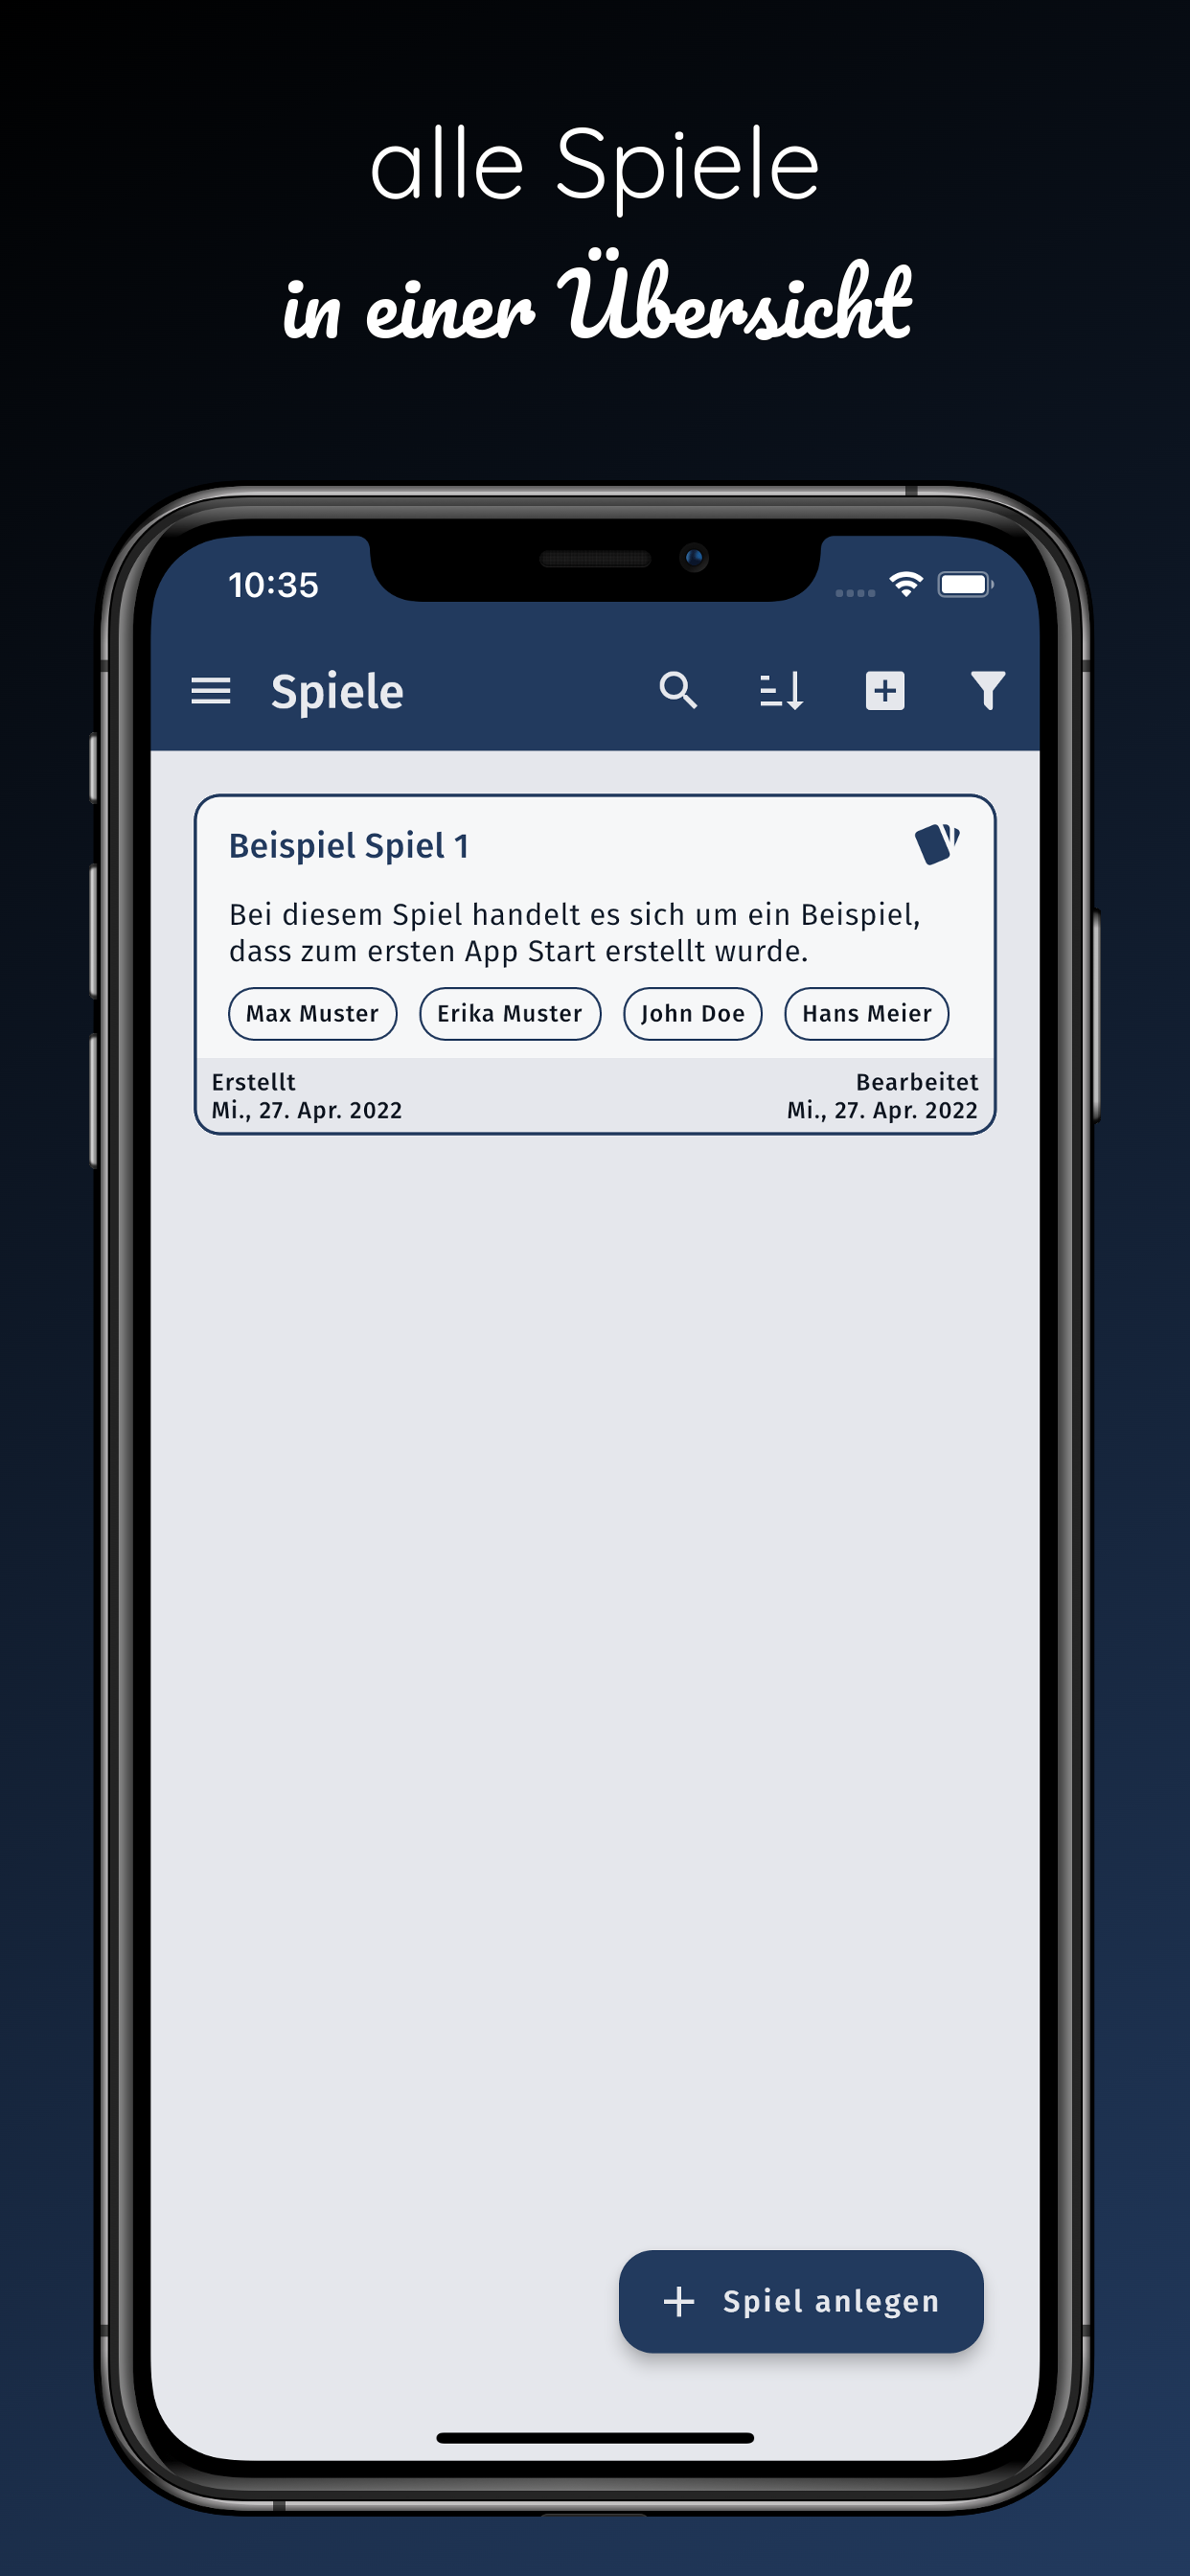 alle Spiele
in einer Übersicht
10:35
Spiele
Beispiel Spiel 1
Bei diesem Spiel handelt es sich um ein Beispiel,
dass zum ersten App Start erstellt wurde.
Max Muster Erika Muster John Doe Hans Meier
Erstellt Bearbeitet
Mi., 27. Apr. 2022 Mi., 27. Apr. 2022
+ Spiel anlegen